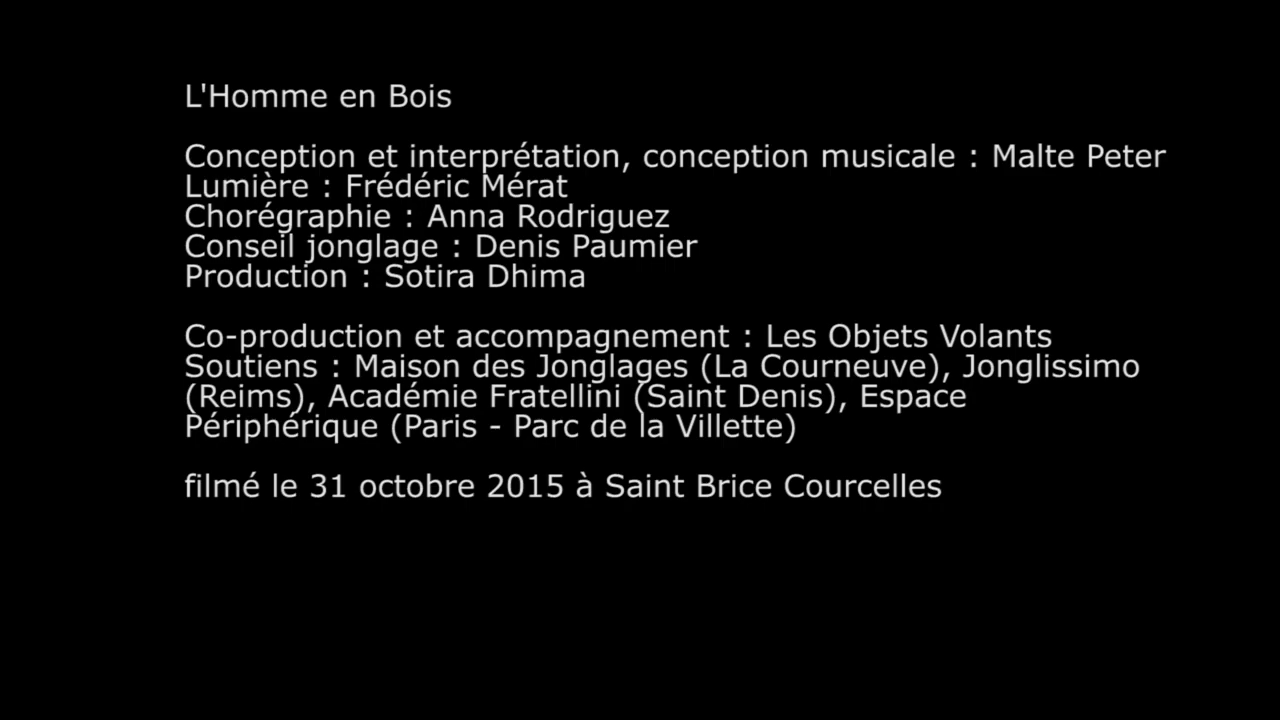 L'Homme en Bois
Conception et interprétation, conception musicale : Malte Peter
Lumière : Frédéric Mérat
Chorégraphie : Anna Rodriguez
Conseil jonglage : Denis Paumier
Production : Sotira Dhima
Co-production et accompagnement : Les Objets Volants
Soutiens : Maison des Jonglages (La Courneuve), Jonglissimo
(Reims), Académie Fratellini (Saint Denis), Espace
Périphérique (Paris - Parc de la Villette)
filmé le 31 octobre 2015 à Saint Brice Courcelles